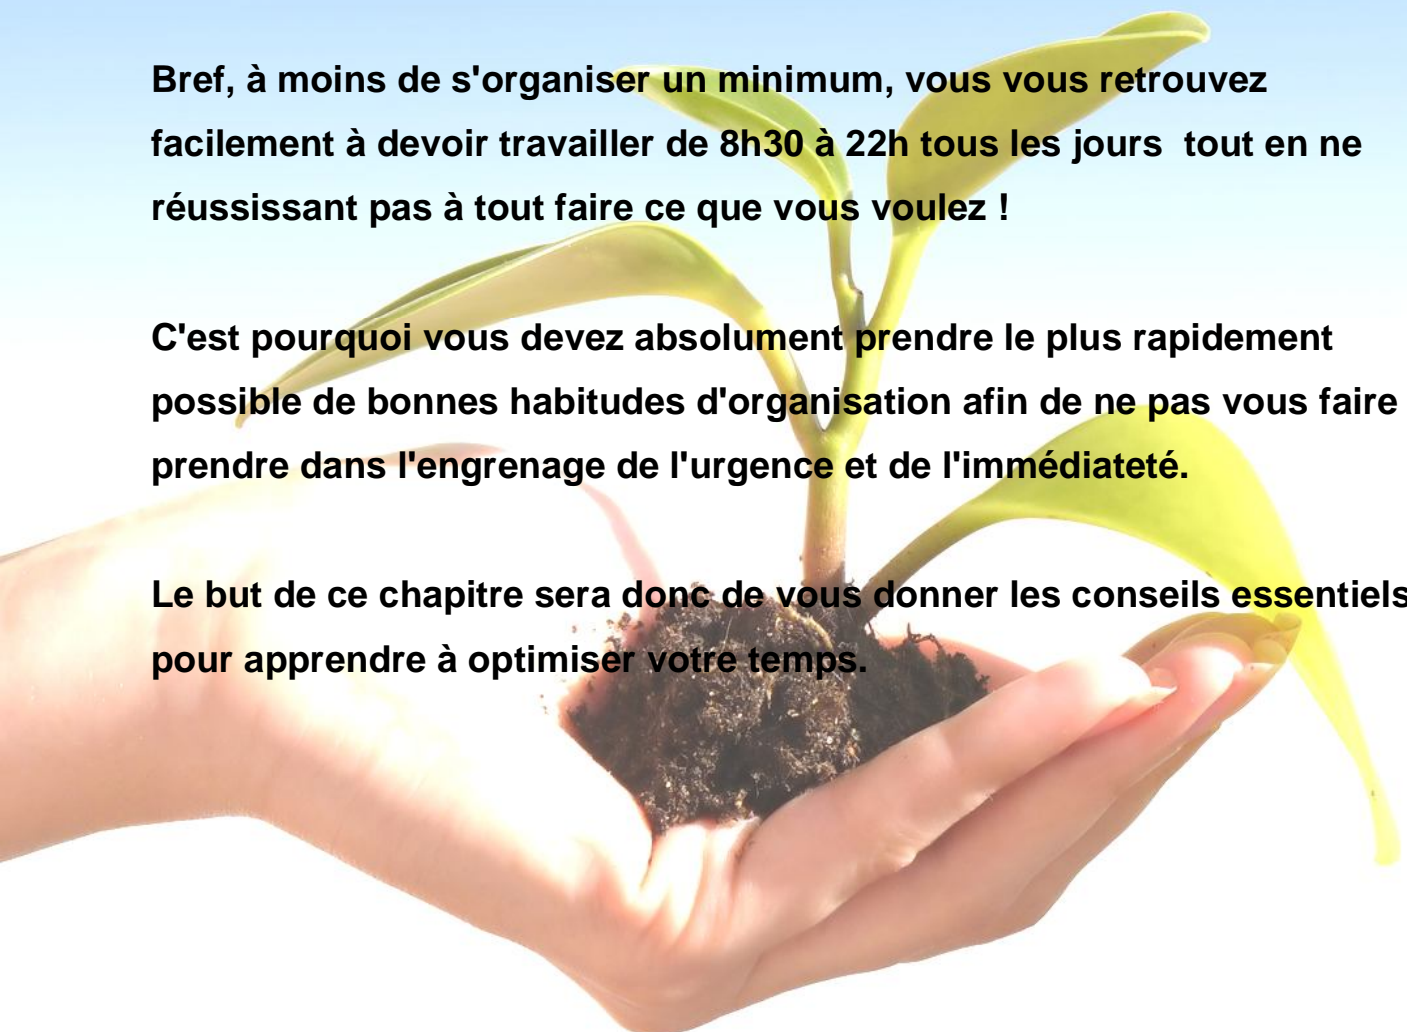 Bref, à moins de s'organiser un minimum, vous vous retrouvez
facilement à devoir travailler de 8h30 à 22h tous les jours  tout en ne
réussissant pas à tout faire ce que vous voulez !
C'est pourquoi vous devez absolument prendre le plus rapidement
possible de bonnes habitudes d'organisation afin de ne pas vous faire
prendre dans l'engrenage de l'urgence et de l'immédiateté.
Le but de ce chapitre sera donc de vous donner les conseils essentiels
pour apprendre à optimiser votre temps.